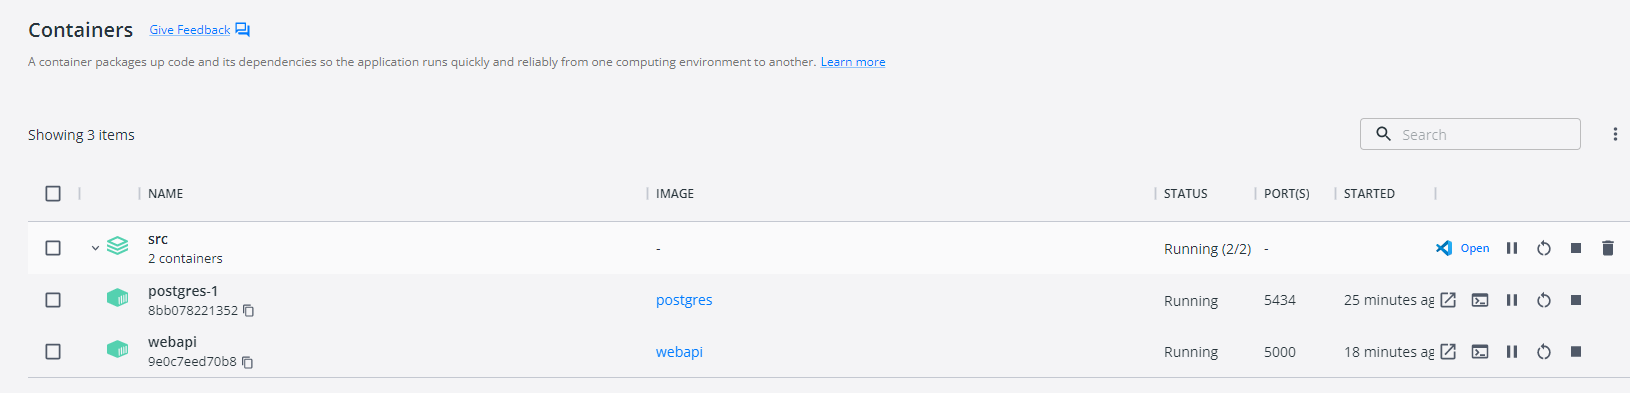 Containers Give Feedback
A container packages up code and its dependencies so the application runs quickly and reliably from one computing environment to another. Learn more
Showing 3 items
Search
NAME IMAGE STATUS PORT(S) STARTED
src
2 containers
- Running (2/2) - Open
postgres-1
8bb078221352
postgres Running 5434 25 minutes ag
webapi
9e0c7eed70b8
webapi Running 5000 18 minutes ag